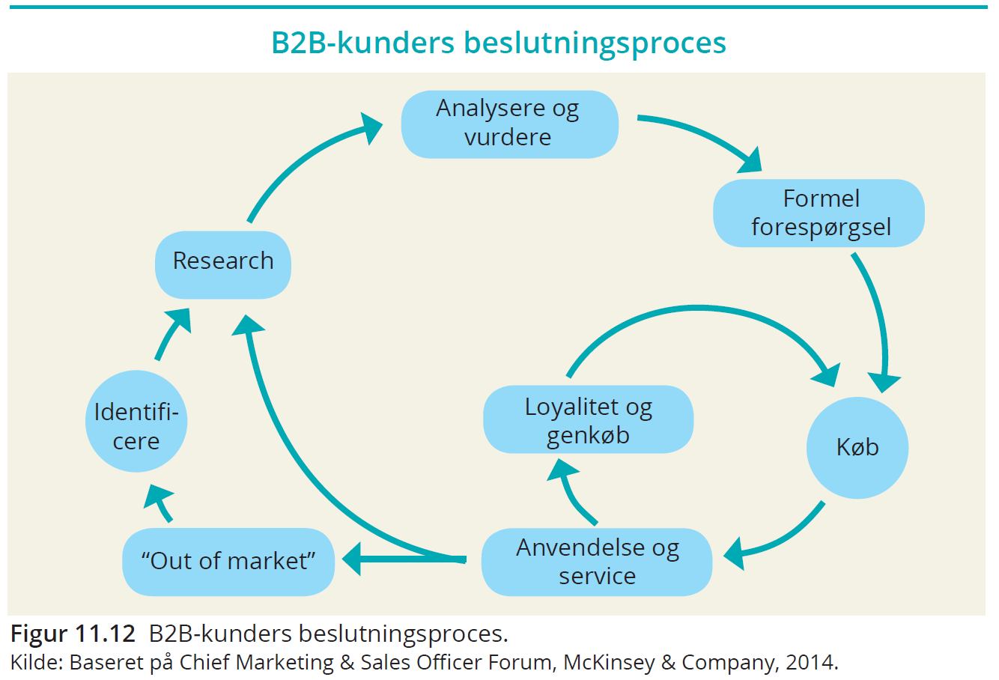 B2B-kunders beslutningsproces
Analysere og
vurdere
Formel
forespørgsel
Research
Loyalitet og
genkøb
Køb
Identifi-
cere
“Out of market”
Anvendelse og
service
Figur 11.12 B2B-kunders beslutningsproces.
Kilde: Baseret på Chief Marketing & Sales Officer Forum, McKinsey & Company, 2014.